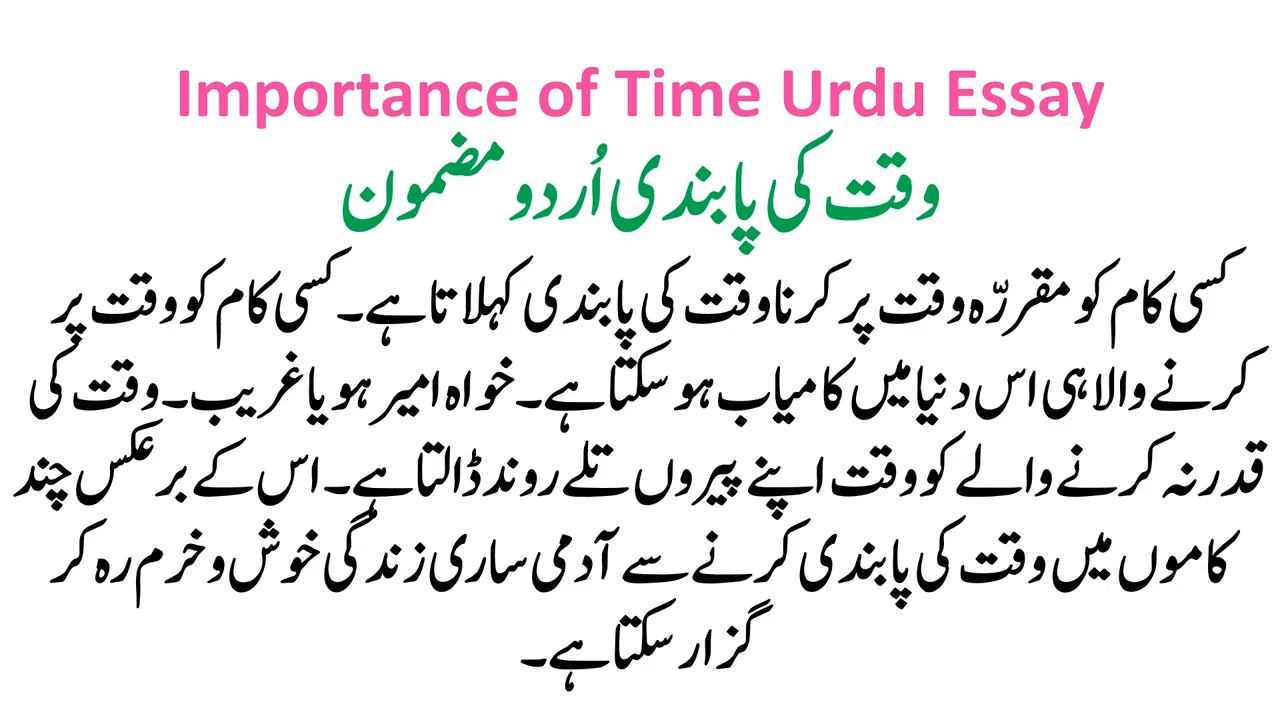 Importance of Time Urdu Essay
وقت کی پابندی اُردو مضمون
کسی کام کو مقررّہ وقت پر کرنا وقت کی پابندی کہلاتا ہے۔ کسی کام کو وقت پر
کرنے والا ہی اس دنیا میں کامیاب ہو سکتا ہے۔ خواہ امیر ہو یا غریب۔ وقت کی
قدر نہ کرنے والے کو وقت اپنے پیروں تلے روند ڈالتا ہے۔ اس کے بر عکس چند
کاموں میں وقت کی پابندی کرنے سے آدمی ساری زندگی خوش و خرم رہ کر
گزار سکتا ہے۔